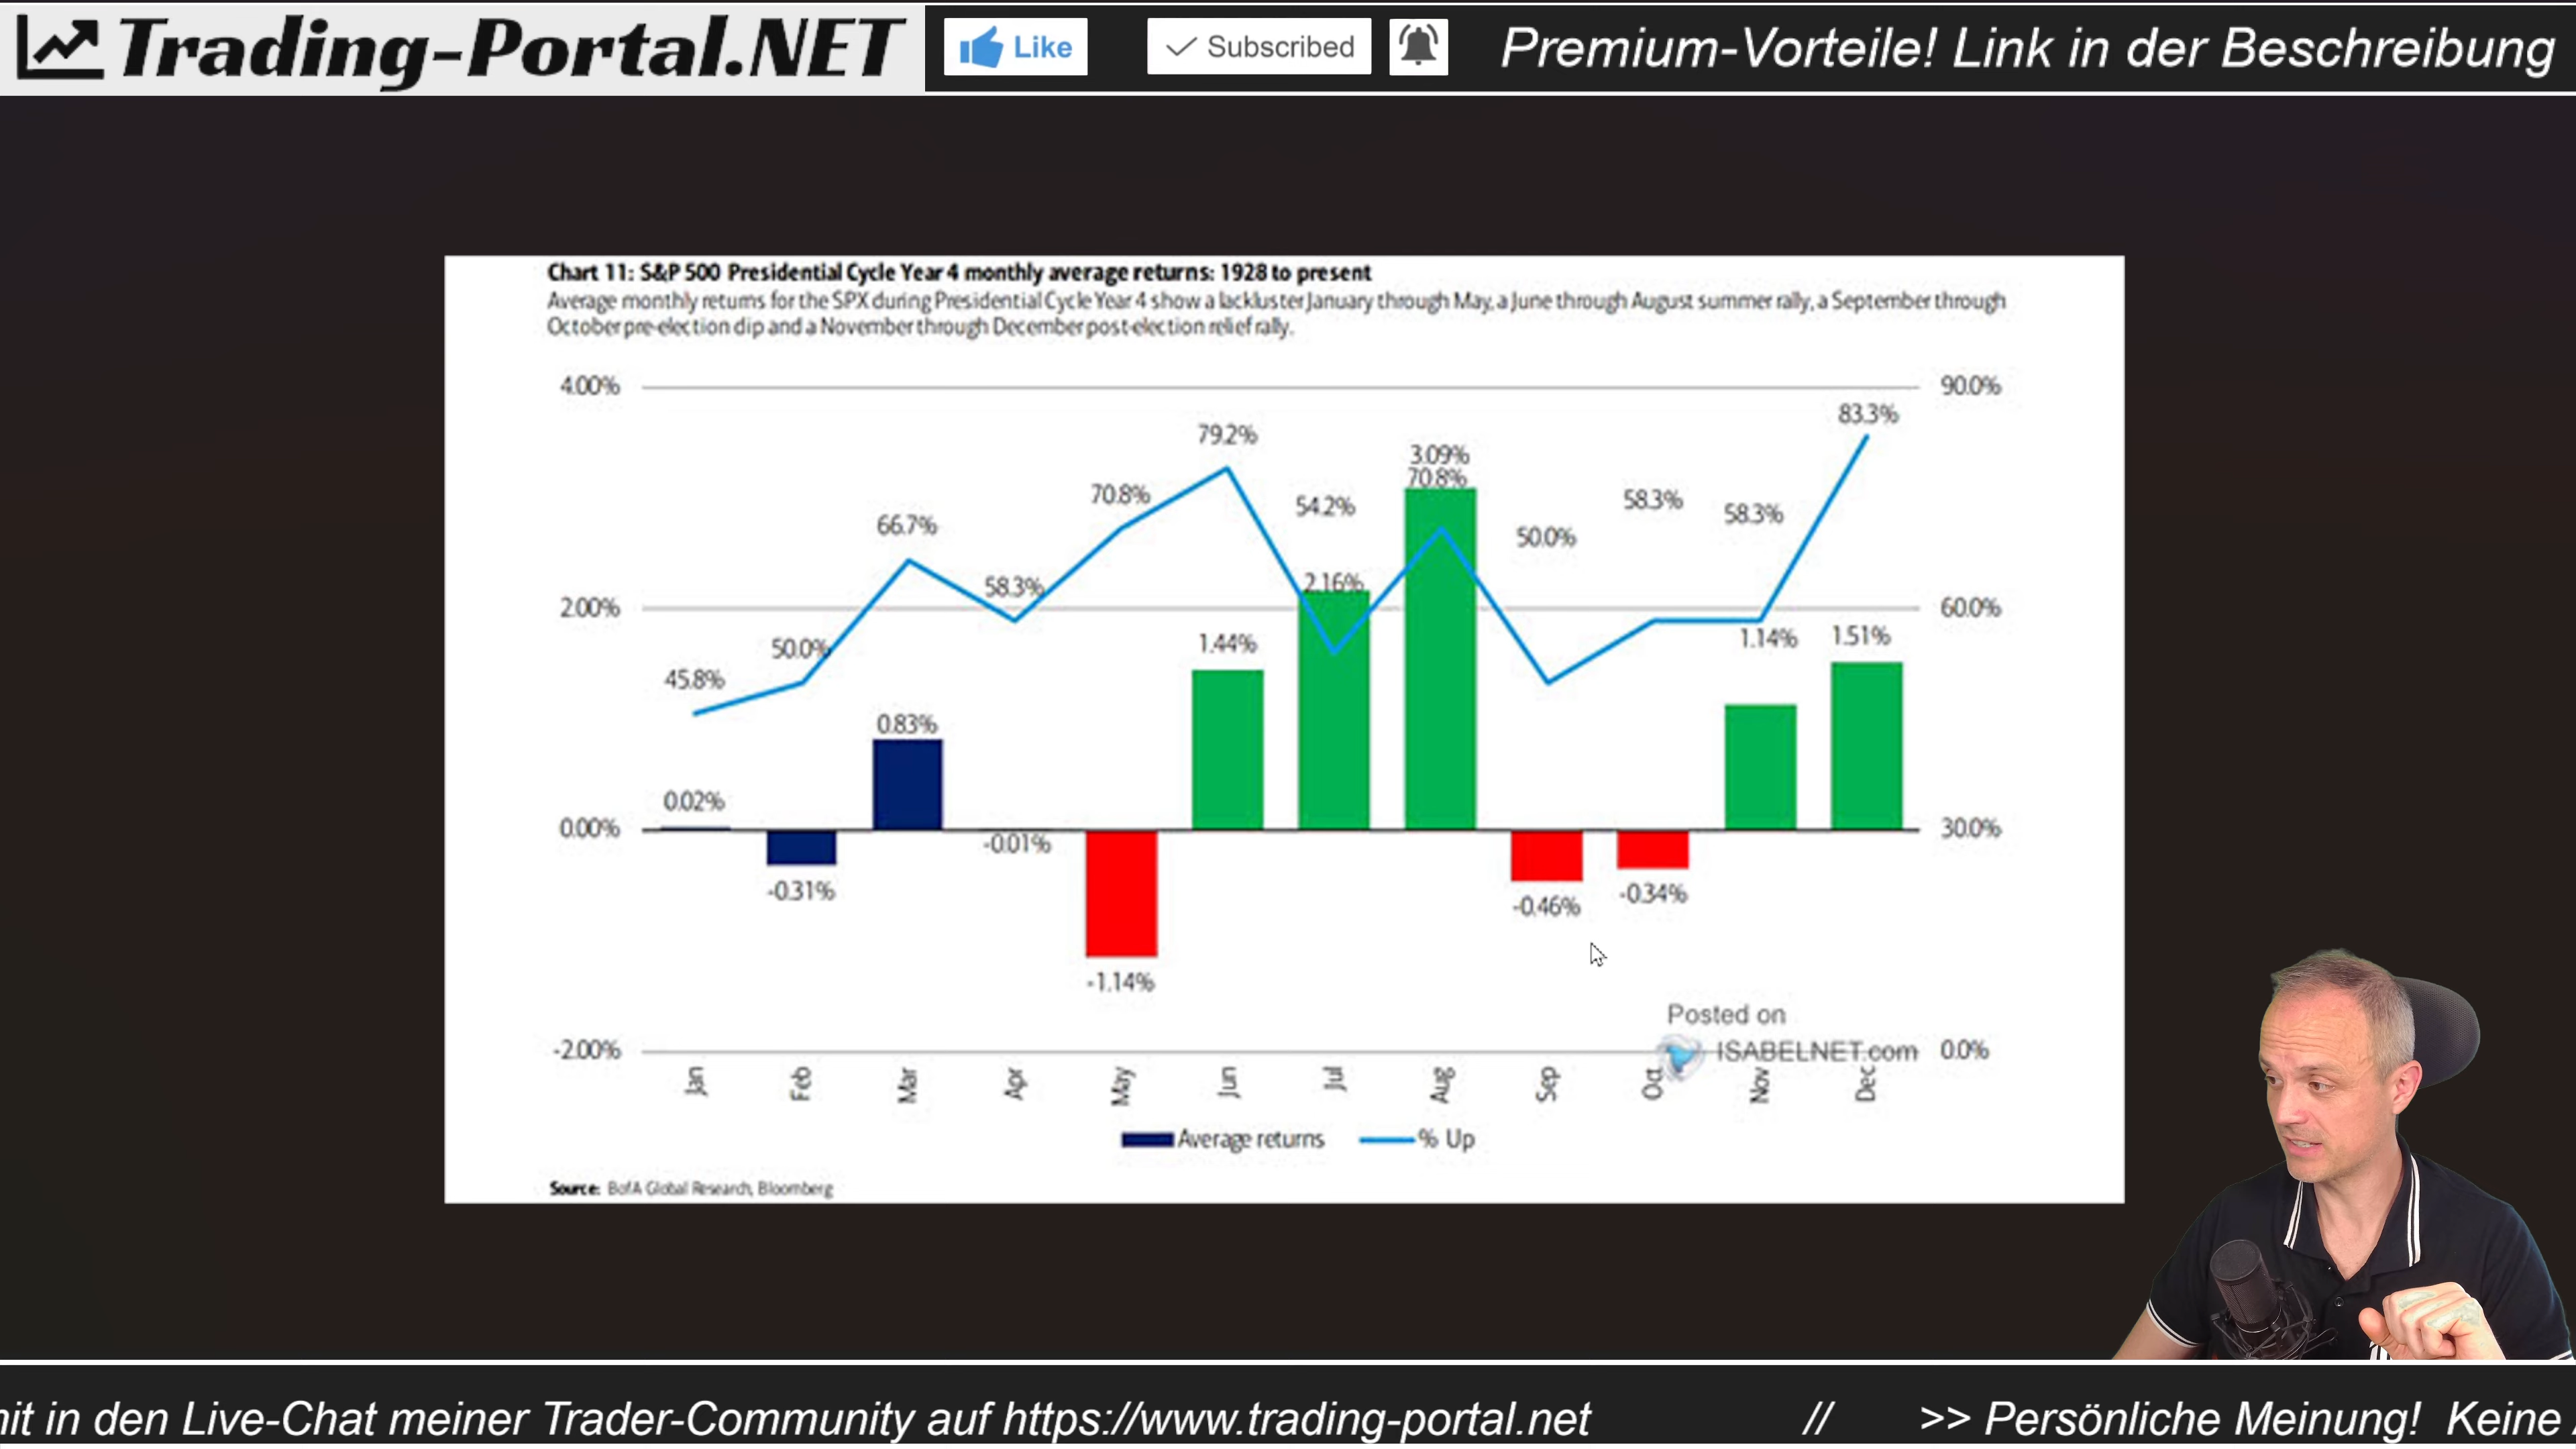 Trading-Portal.NET
Like
Subscribed
Premium-Vorteile! Link in der Beschreibung
Chart 11: S&P 500 Presidential Cycle Year 4 monthly average returns: 1928 to present
Average monthly returns for the SPX during Presidential Cycle Year 4 show a lackluster January through May, a June through August summer rally, a September through
October pre-election dip and a November through December post-election relief rally.
4.00%
90.0%
83.3%
79.2%
3.09%
70.8%
70.8%
54.2%
58.3%
58.3%
66.7%
50.0%
58.3%
2.16%
2.00%
60.0%
50.0%
1.44%
1.14%
1.51%
45.8%
0.83%
0.02%
0.00%
30.0%
-0.01%
-0.31%
-0.46%
-0.34%
-1.14%
Posted on
ISABELNET.com
-2.00%
0.0%
Jan
Feb
Mar
Apr
May
Jun
Jul
Aug
Sep
Oct
Nov
Dec
Average returns
% Up
Source: BofA Global Research, Bloomberg
in den Live-Chat meiner Trader-Community auf https://www.trading-portal.net // >> Persönliche Meinung! Keine